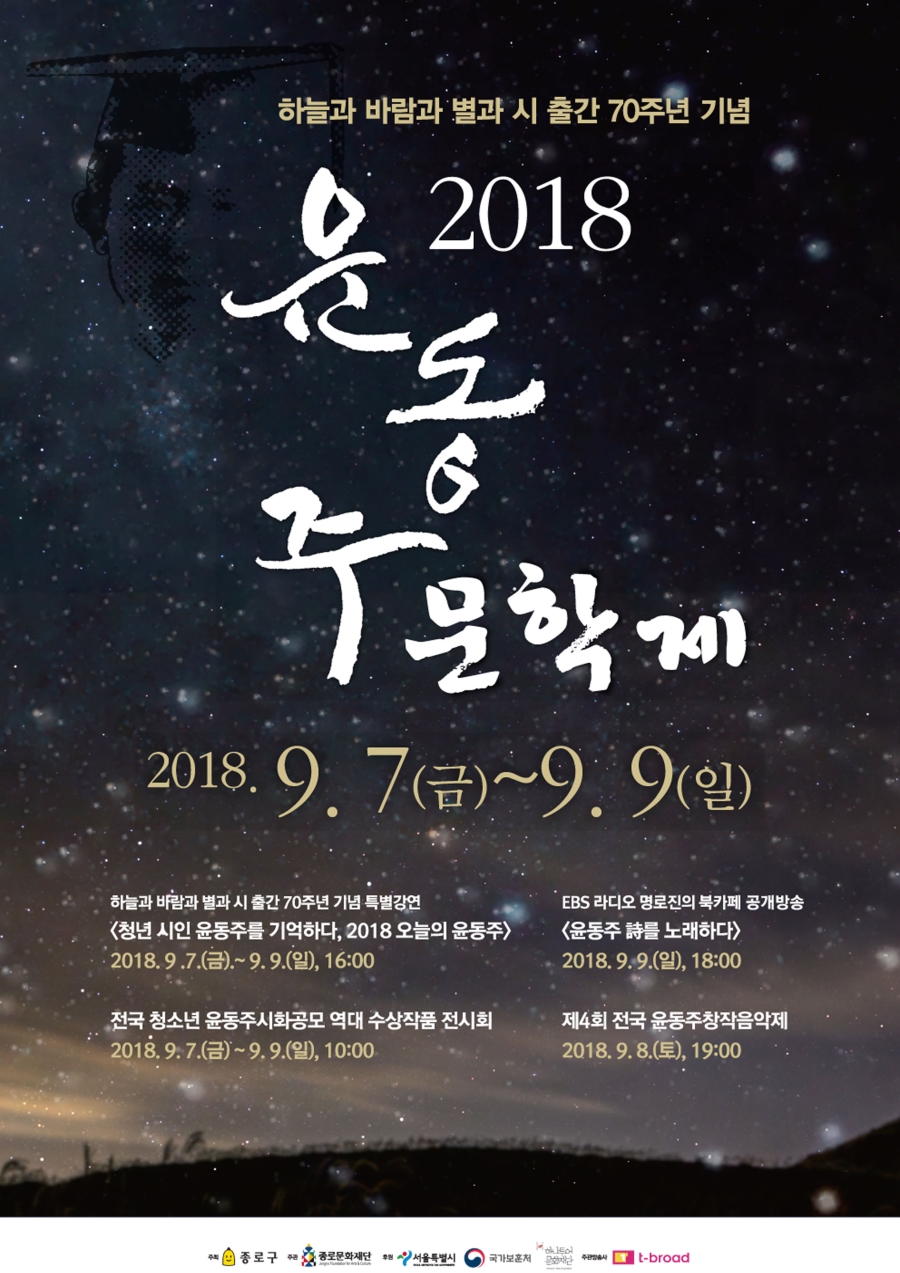 하늘과 바람과 별과 시 출간 70주년 기념
2018
윤동주문학제
2018. 9. 7(금)~9. 9(일)
하늘과 바람과 별과 시 출간 70주년 기념 특별강연
〈청년 시인 윤동주를 기억하다, 2018 오늘의 윤동주〉
2018. 9 .7.(금).~ 9. 9.(일), 16:00
전국 청소년 윤동주시화공모 역대 수상작품 전시회
2018. 9. 7.(금) ~ 9. 9.(일), 10:00
EBS 라디오 명로진의 북카페 공개방송
〈윤동주 詩를 노래하다〉
2018. 9. 9.(일), 18:00
제4회 전국 윤동주창작음악제
2018. 9. 8.(토), 19:00
주최 종로구 주관 종로문화재단 후원 서울특별시 국가보훈처 주관방송사 t-broad